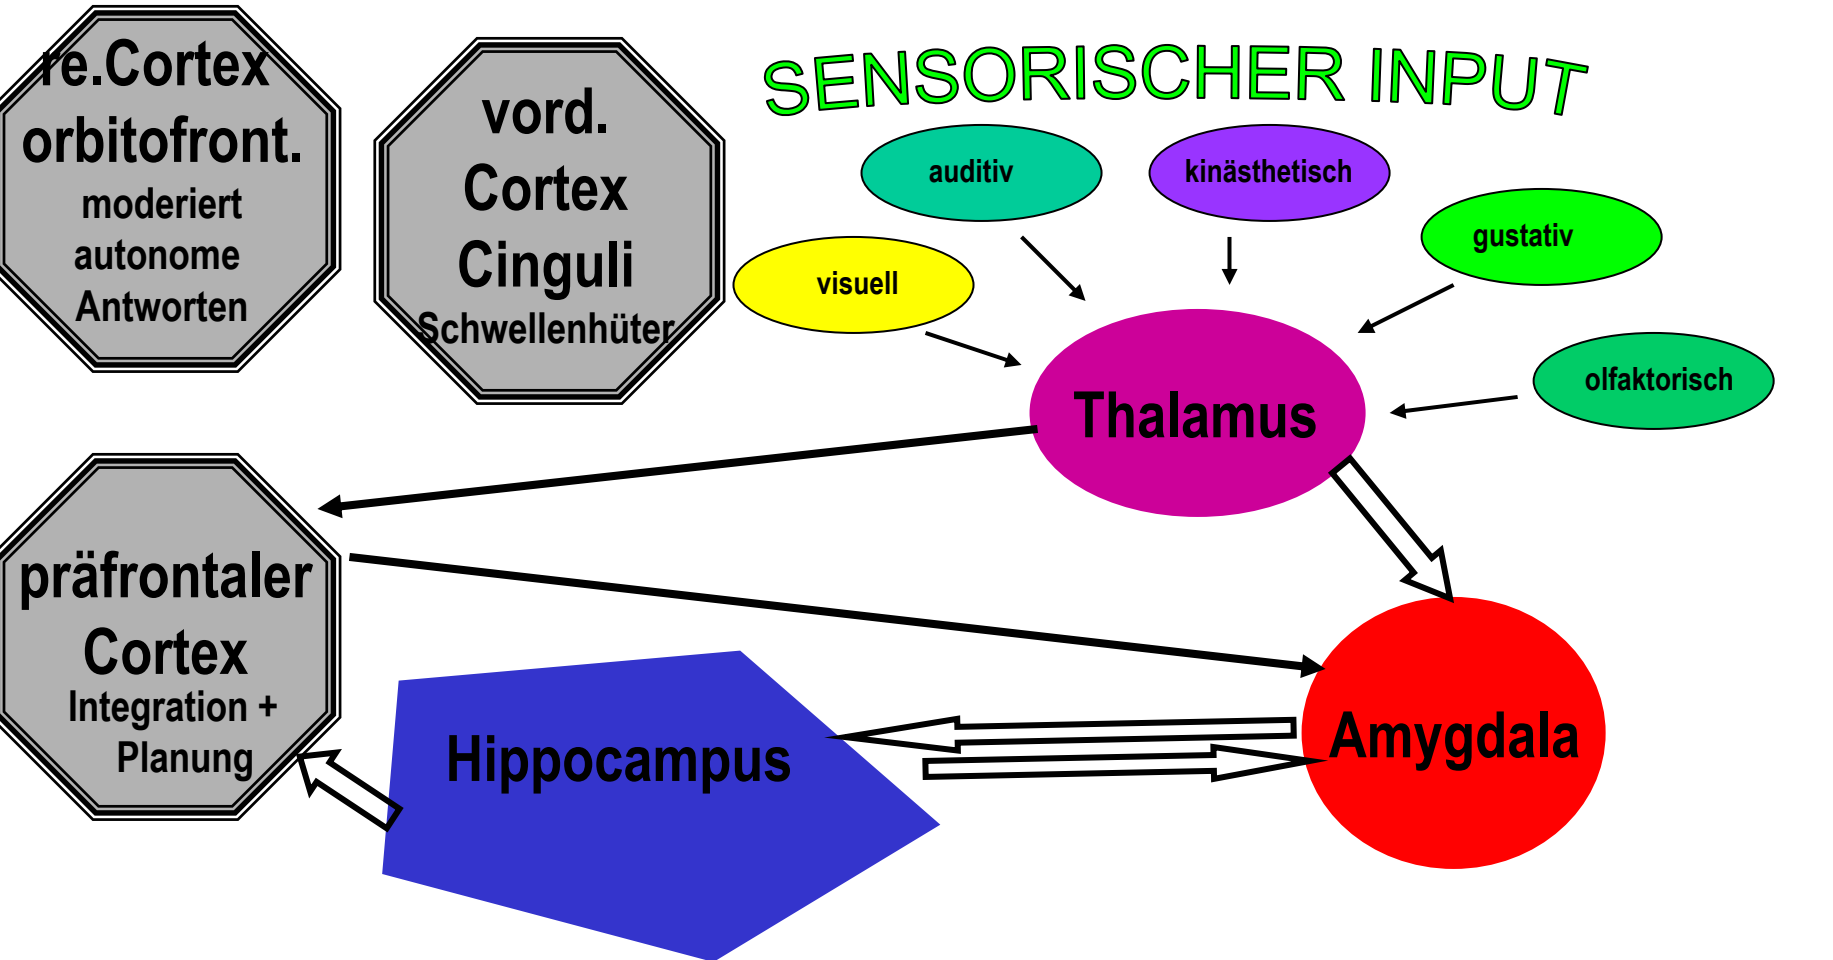 re.Cortex
orbitofront.
moderiert
autonome
Antworten
vord.
Cortex
Cinguli
Schwellenhüter
SENSORISCHER INPUT
auditiv
kinästhetisch
visuell
gustativ
olfaktorisch
Thalamus
präfrontaler
Cortex
Integration +
Planung
Hippocampus
Amygdala